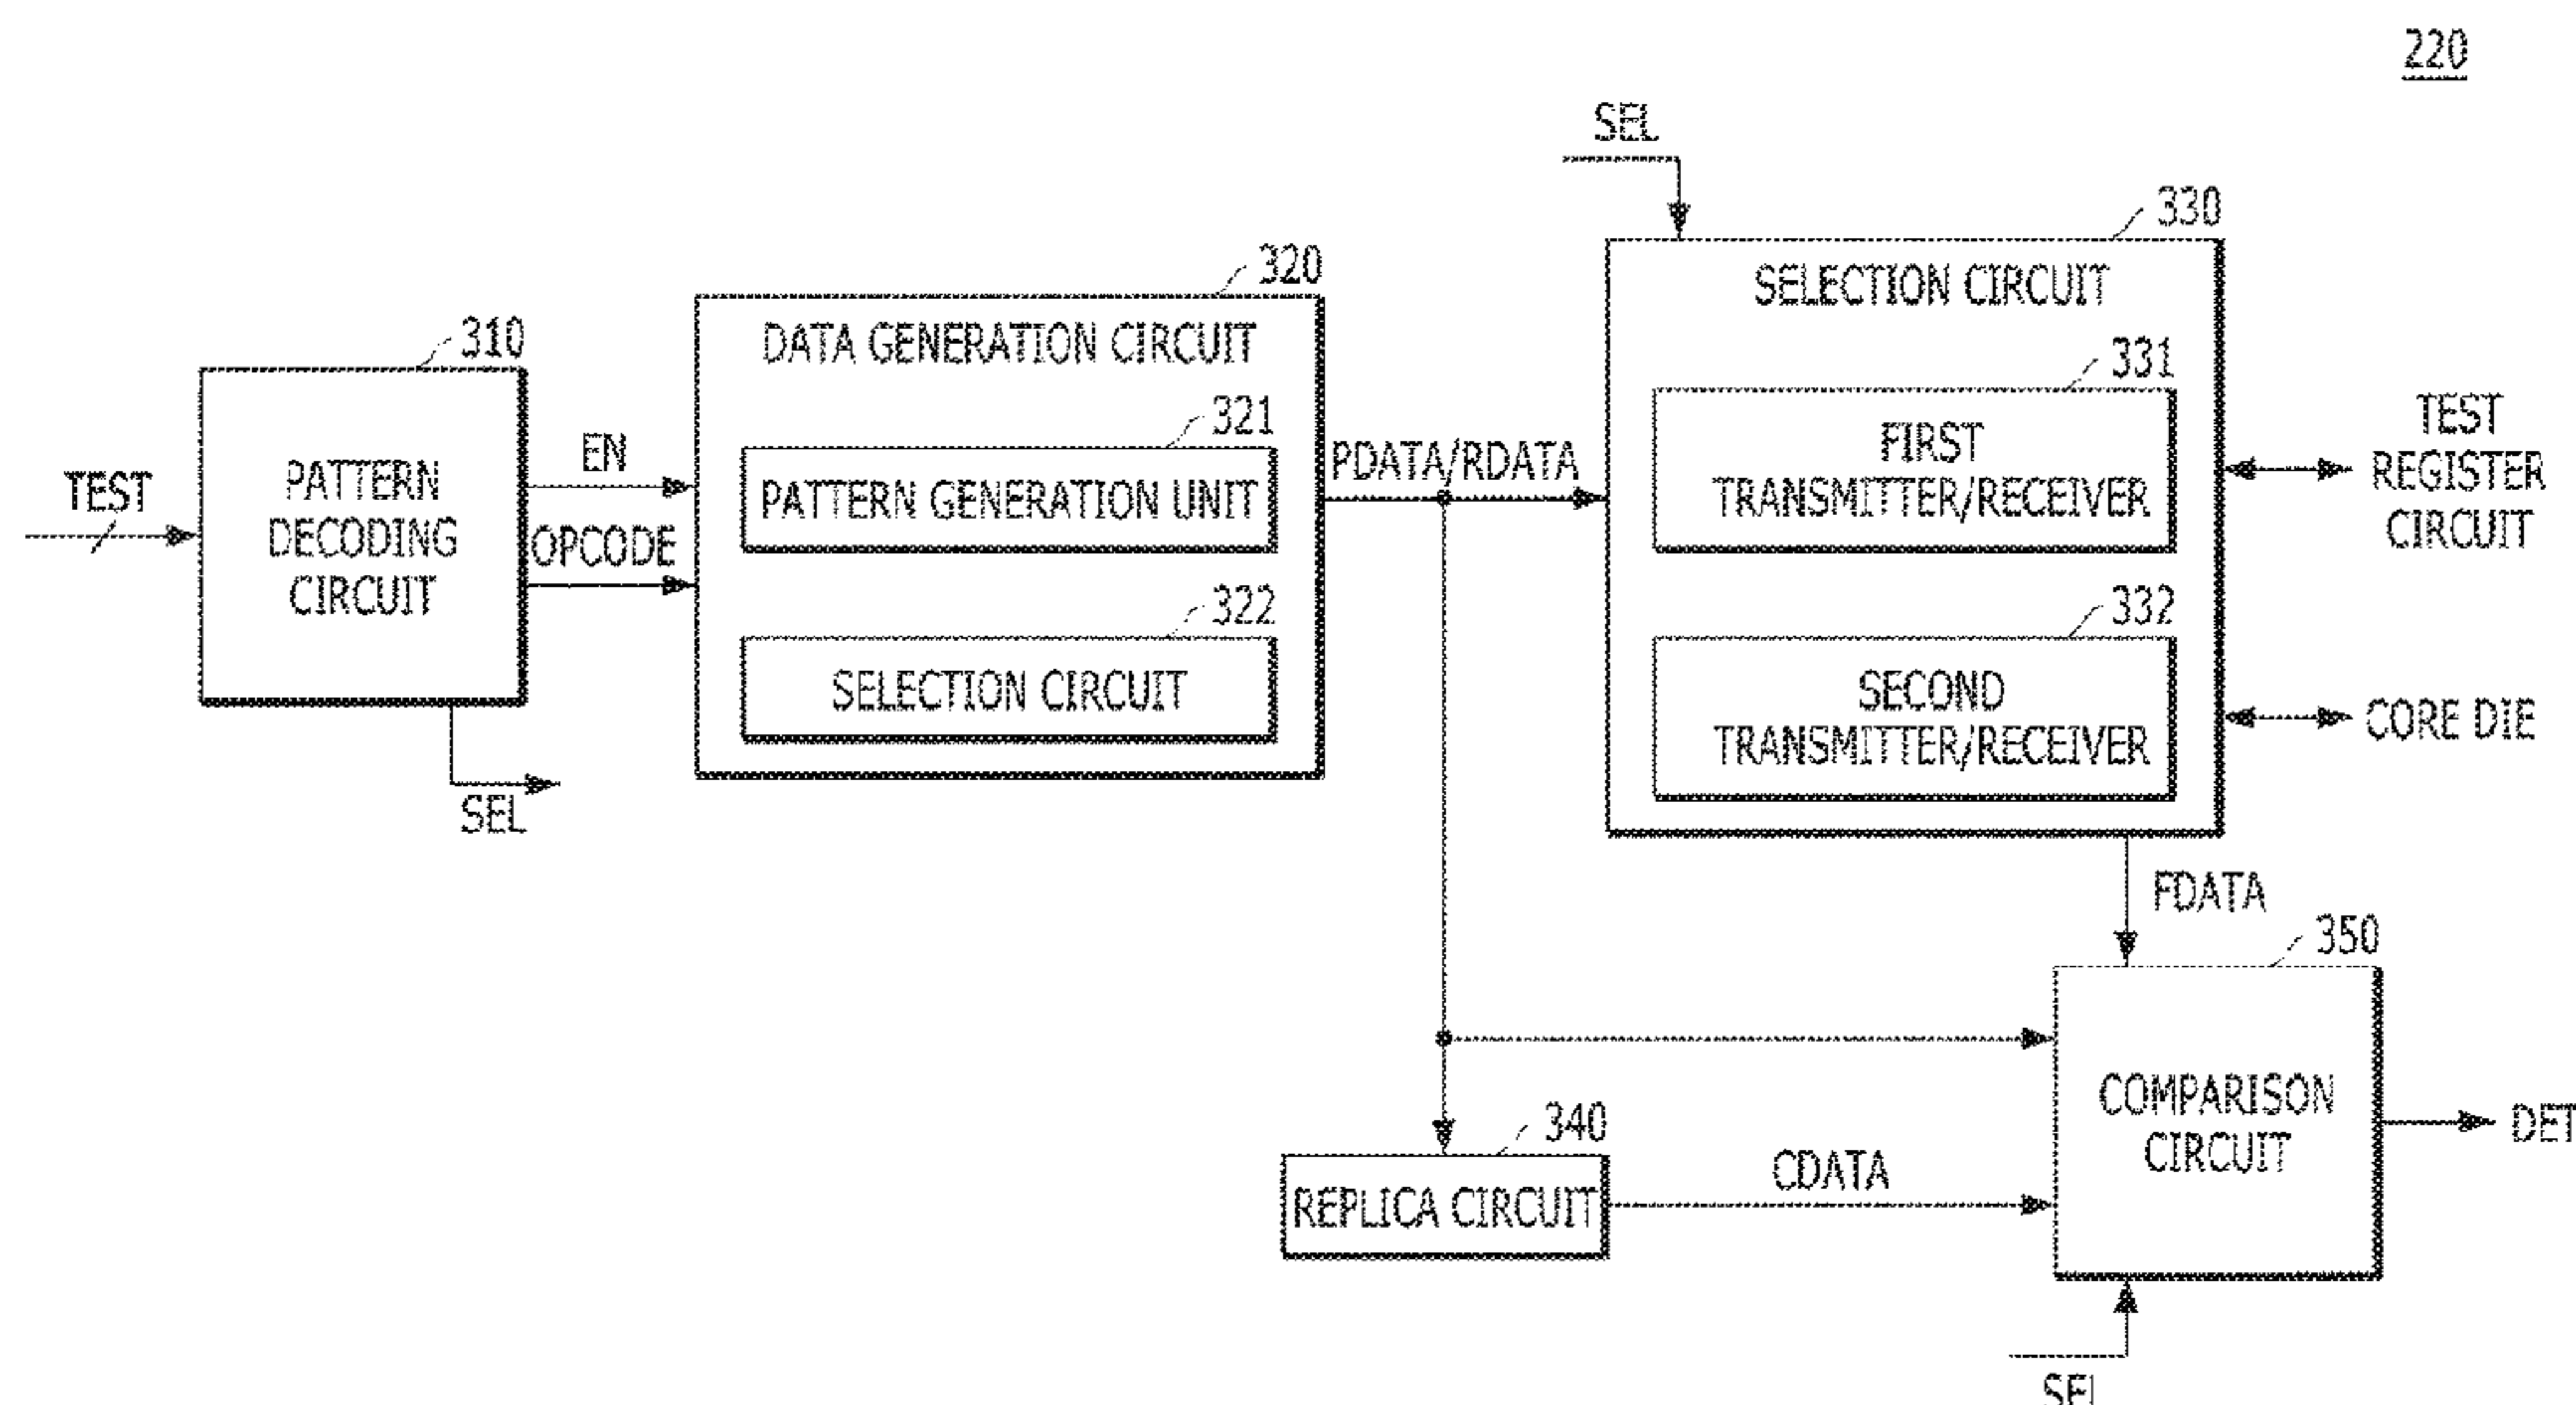 220
SEL
330
SELECTION CIRCUIT
320
DATA GENERATION CIRCUIT
310
PATTERN
DECODING
CIRCUIT
TEST
EN
OPCODE
SEL
321
PATTERN GENERATION UNIT
322
SELECTION CIRCUIT
PDATA/RDATA
331
FIRST
TRANSMITTER/RECEIVER
332
SECOND
TRANSMITTER/RECEIVER
TEST
REGISTER
CIRCUIT
CORE DIE
FDATA
350
COMPARISON
CIRCUIT
DET
340
REPLICA CIRCUIT
CDATA
SEL